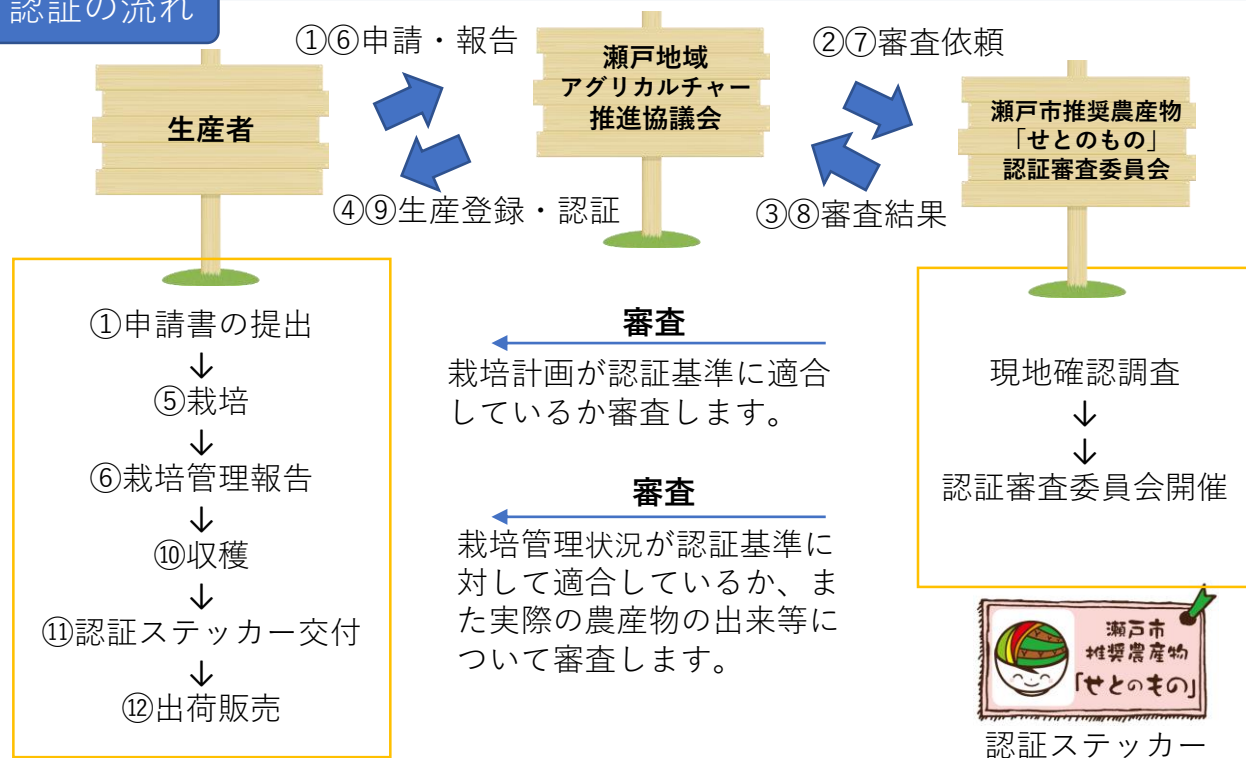 認証の流れ
①⑥申請・報告
瀬戸地域
アグリカルチャー
推進協議会
②⑦審査依頼
生産者
瀬戸市推奨農産物
「せとのもの」
認証審査委員会
④⑨生産登録・認証
③⑧審査結果
①申請書の提出
↓
⑤栽培
↓
⑥栽培管理報告
↓
⑩収穫
↓
⑪認証ステッカー交付
↓
⑫出荷販売
審査
栽培計画が認証基準に適合
しているか審査します。
審査
栽培管理状況が認証基準に
対して適合しているか、ま
た実際の農産物の出来等に
ついて審査します。
現地確認調査
↓
↓
認証審査委員会開催
瀬戸市
推奨農産物
「せとのもの」
認証ステッカー